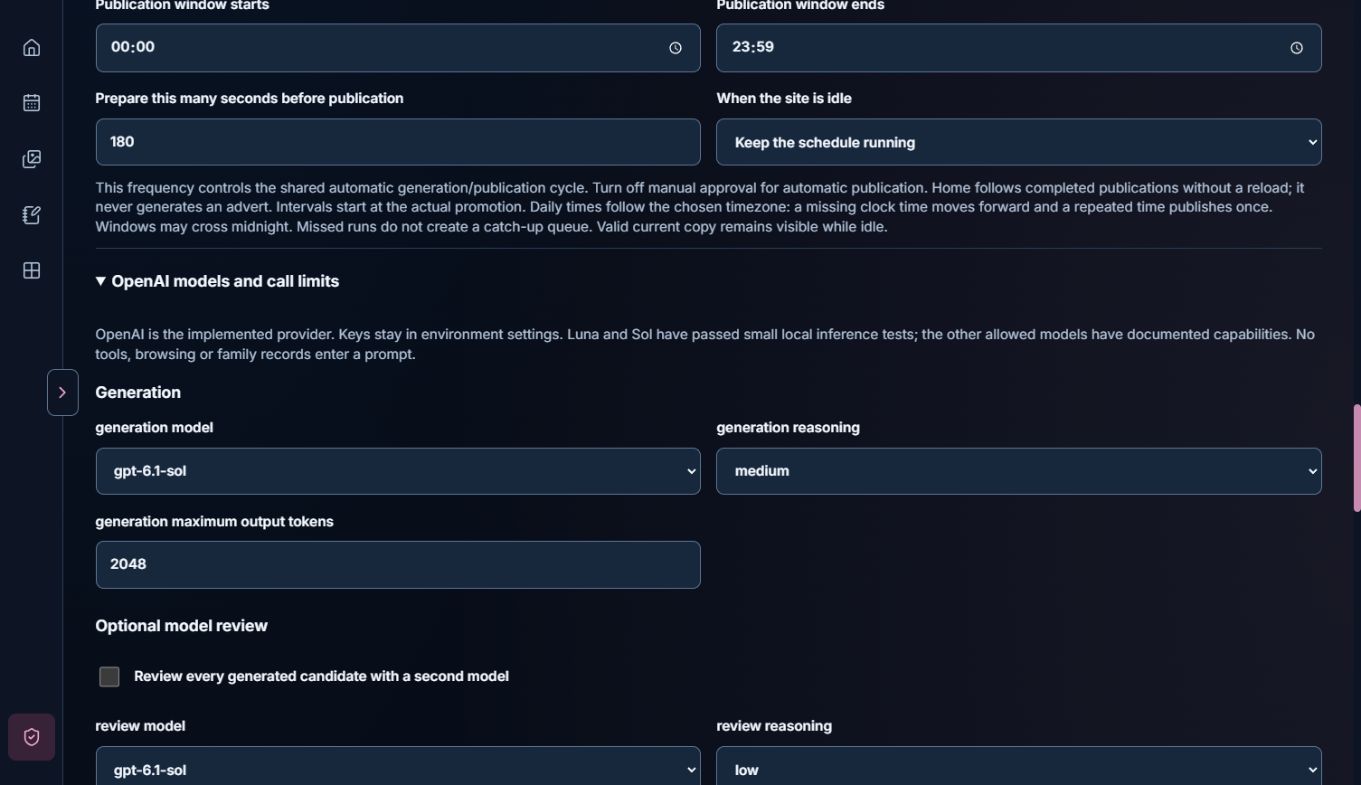 Publication window starts
Publication window ends
00:00
23:59
Prepare this many seconds before publication
When the site is idle
180
Keep the schedule running
This frequency controls the shared automatic generation/publication cycle. Turn off manual approval for automatic publication. Home follows completed publications without a reload; it
never generates an advert. Intervals start at the actual promotion. Daily times follow the chosen timezone: a missing clock time moves forward and a repeated time publishes once.
Windows may cross midnight. Missed runs do not create a catch-up queue. Valid current copy remains visible while idle.
OpenAI models and call limits
OpenAI is the implemented provider. Keys stay in environment settings. Luna and Sol have passed small local inference tests; the other allowed models have documented capabilities. No
tools, browsing or family records enter a prompt.
Generation
generation model
generation reasoning
gpt-6.1-sol
medium
generation maximum output tokens
2048
Optional model review
Review every generated candidate with a second model
review model
review reasoning
gpt-6.1-sol
low